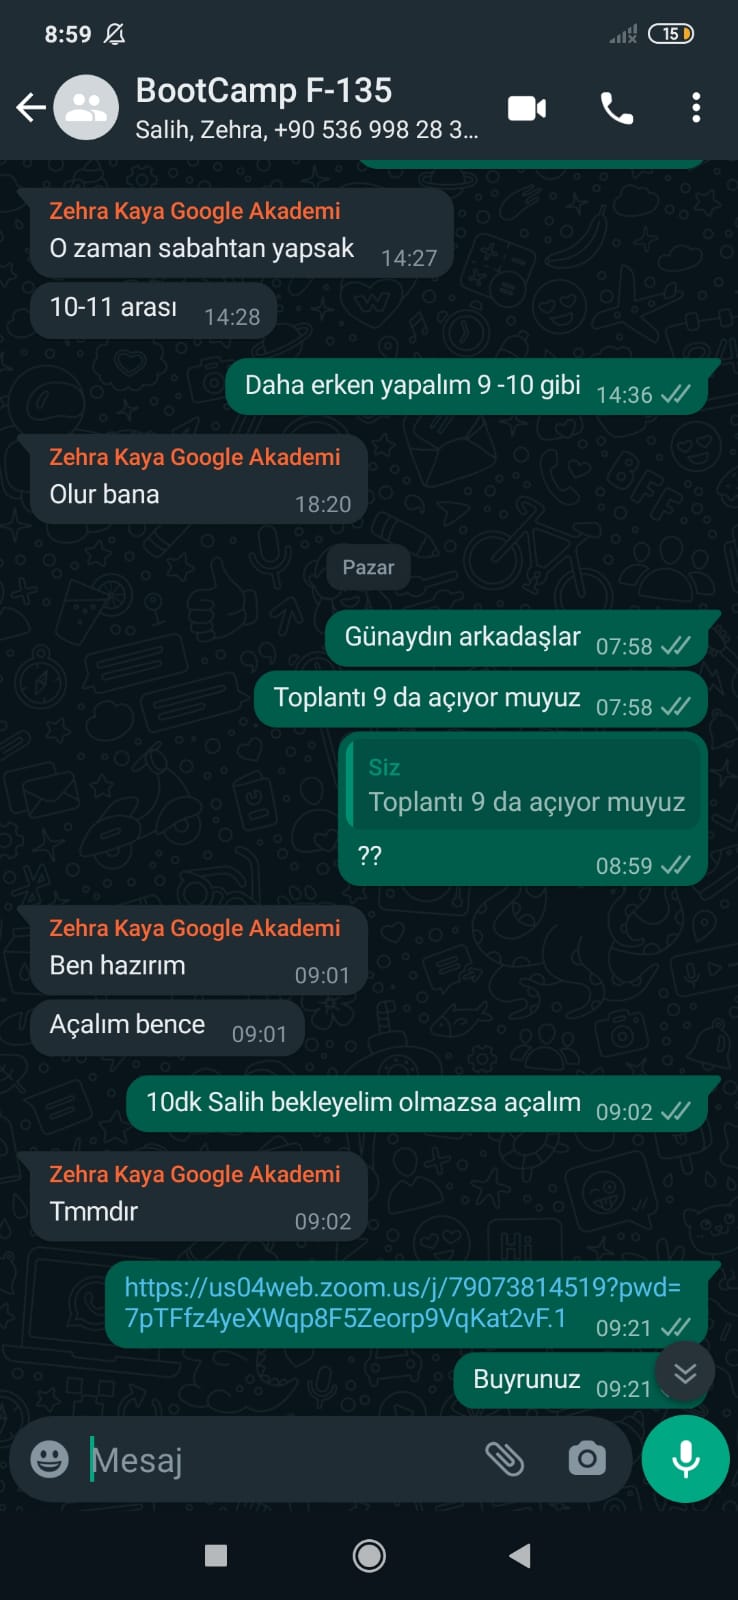 8:59
15
BootCamp F-135
Salih, Zehra, +90 536 998 28 3...
Zehra Kaya Google Akademi
O zaman sabahtan yapsak 14:27
10-11 arası 14:28
Daha erken yapalım 9 -10 gibi 14:36
Zehra Kaya Google Akademi
Olur bana 18:20
Pazar
Günaydın arkadaşlar 07:58
Toplantı 9 da açıyor muyuz 07:58
Siz
Toplantı 9 da açıyor muyuz
?? 08:59
Zehra Kaya Google Akademi
Ben hazırım 09:01
Açalım bence 09:01
10dk Salih bekleyelim olmazsa açalım 09:02
Zehra Kaya Google Akademi
Tmmdır 09:02
https://us04web.zoom.us/j/79073814519?pwd=
7pTFfz4yeXWqp8F5Zeorp9VqKat2vF.1 09:21
Buyrunuz 09:21
Mesaj